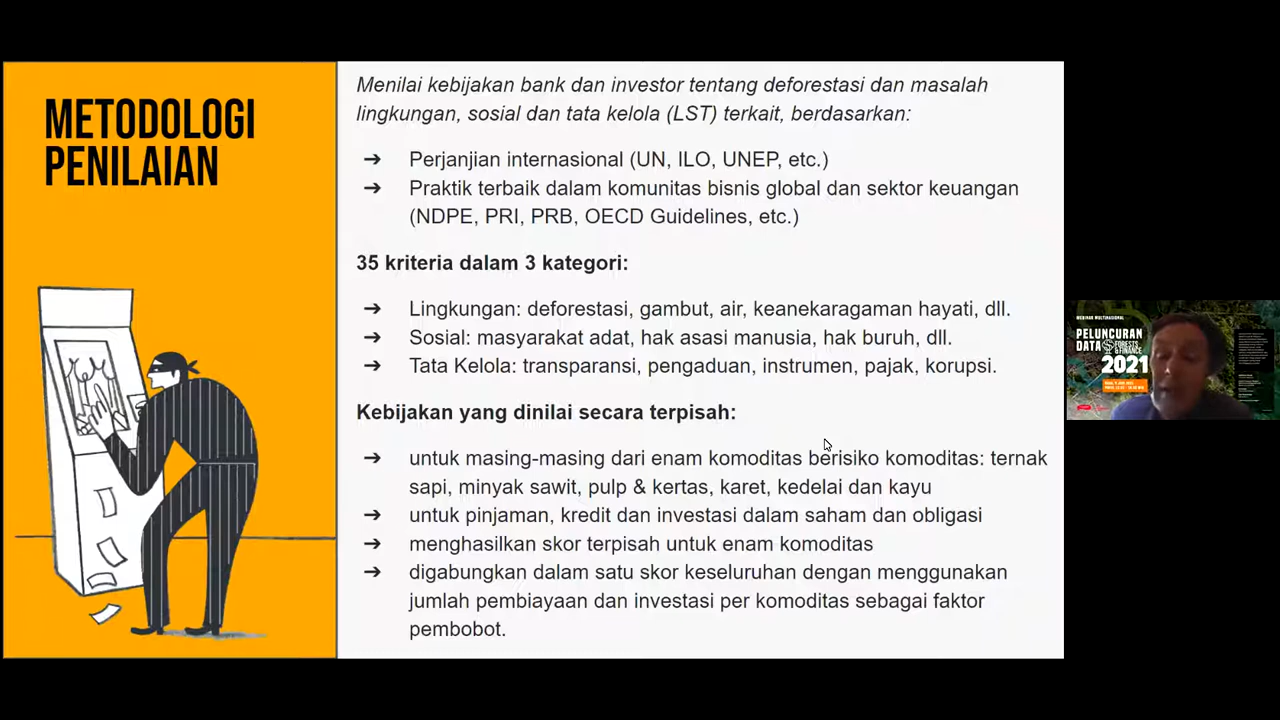 METODOLOGI
PENILAIAN
Menilai kebijakan bank dan investor tentang deforestasi dan masalah
lingkungan, sosial dan tata kelola (LST) terkait, berdasarkan:
➔ Perjanjian internasional (UN, ILO, UNEP, etc.)
➔ Praktik terbaik dalam komunitas bisnis global dan sektor keuangan
(NDPE, PRI, PRB, OECD Guidelines, etc.)
35 kriteria dalam 3 kategori:
➔ Lingkungan: deforestasi, gambut, air, keanekaragaman hayati, dll.
➔ Sosial: masyarakat adat, hak asasi manusia, hak buruh, dll.
➔ Tata Kelola: transparansi, pengaduan, instrumen, pajak, korupsi.
Kebijakan yang dinilai secara terpisah:
➔ untuk masing-masing dari enam komoditas berisiko komoditas: ternak
sapi, minyak sawit, pulp & kertas, karet, kedelai dan kayu
➔ untuk pinjaman, kredit dan investasi dalam saham dan obligasi
➔ menghasilkan skor terpisah untuk enam komoditas
➔ digabungkan dalam satu skor keseluruhan dengan menggunakan
jumlah pembiayaan dan investasi per komoditas sebagai faktor
pembobot.
WEBINAR MULTINASIONAL
PELUNCURAN
DATA FORESTS
& FINANCE
2021